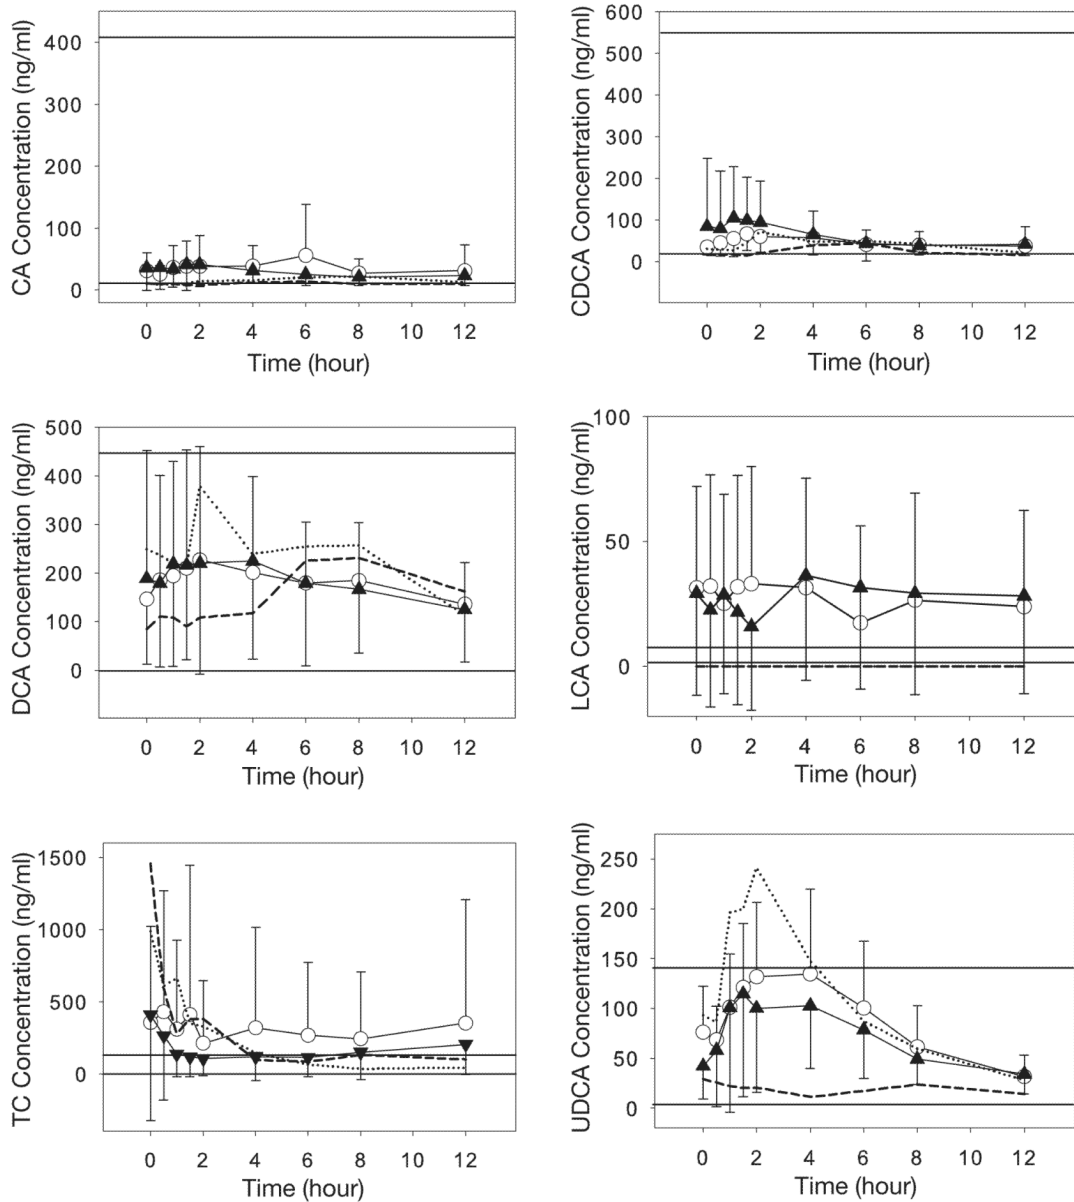 CA Concentration (ng/ml)
400
300
200
100
0
0 2 4 6 8 10 12
Time (hour)
CDCA Concentration (ng/ml)
600
500
400
300
200
100
0
0 2 4 6 8 10 12
Time (hour)
DCA Concentration (ng/ml)
500
400
300
200
100
0
0 2 4 6 8 10 12
Time (hour)
LCA Concentration (ng/ml)
100
50
0
0 2 4 6 8 10 12
Time (hour)
TC Concentration (ng/ml)
1500
1000
500
0
0 2 4 6 8 10 12
Time (hour)
UDCA Concentration (ng/ml)
250
200
150
100
50
0
0 2 4 6 8 10 12
Time (hour)